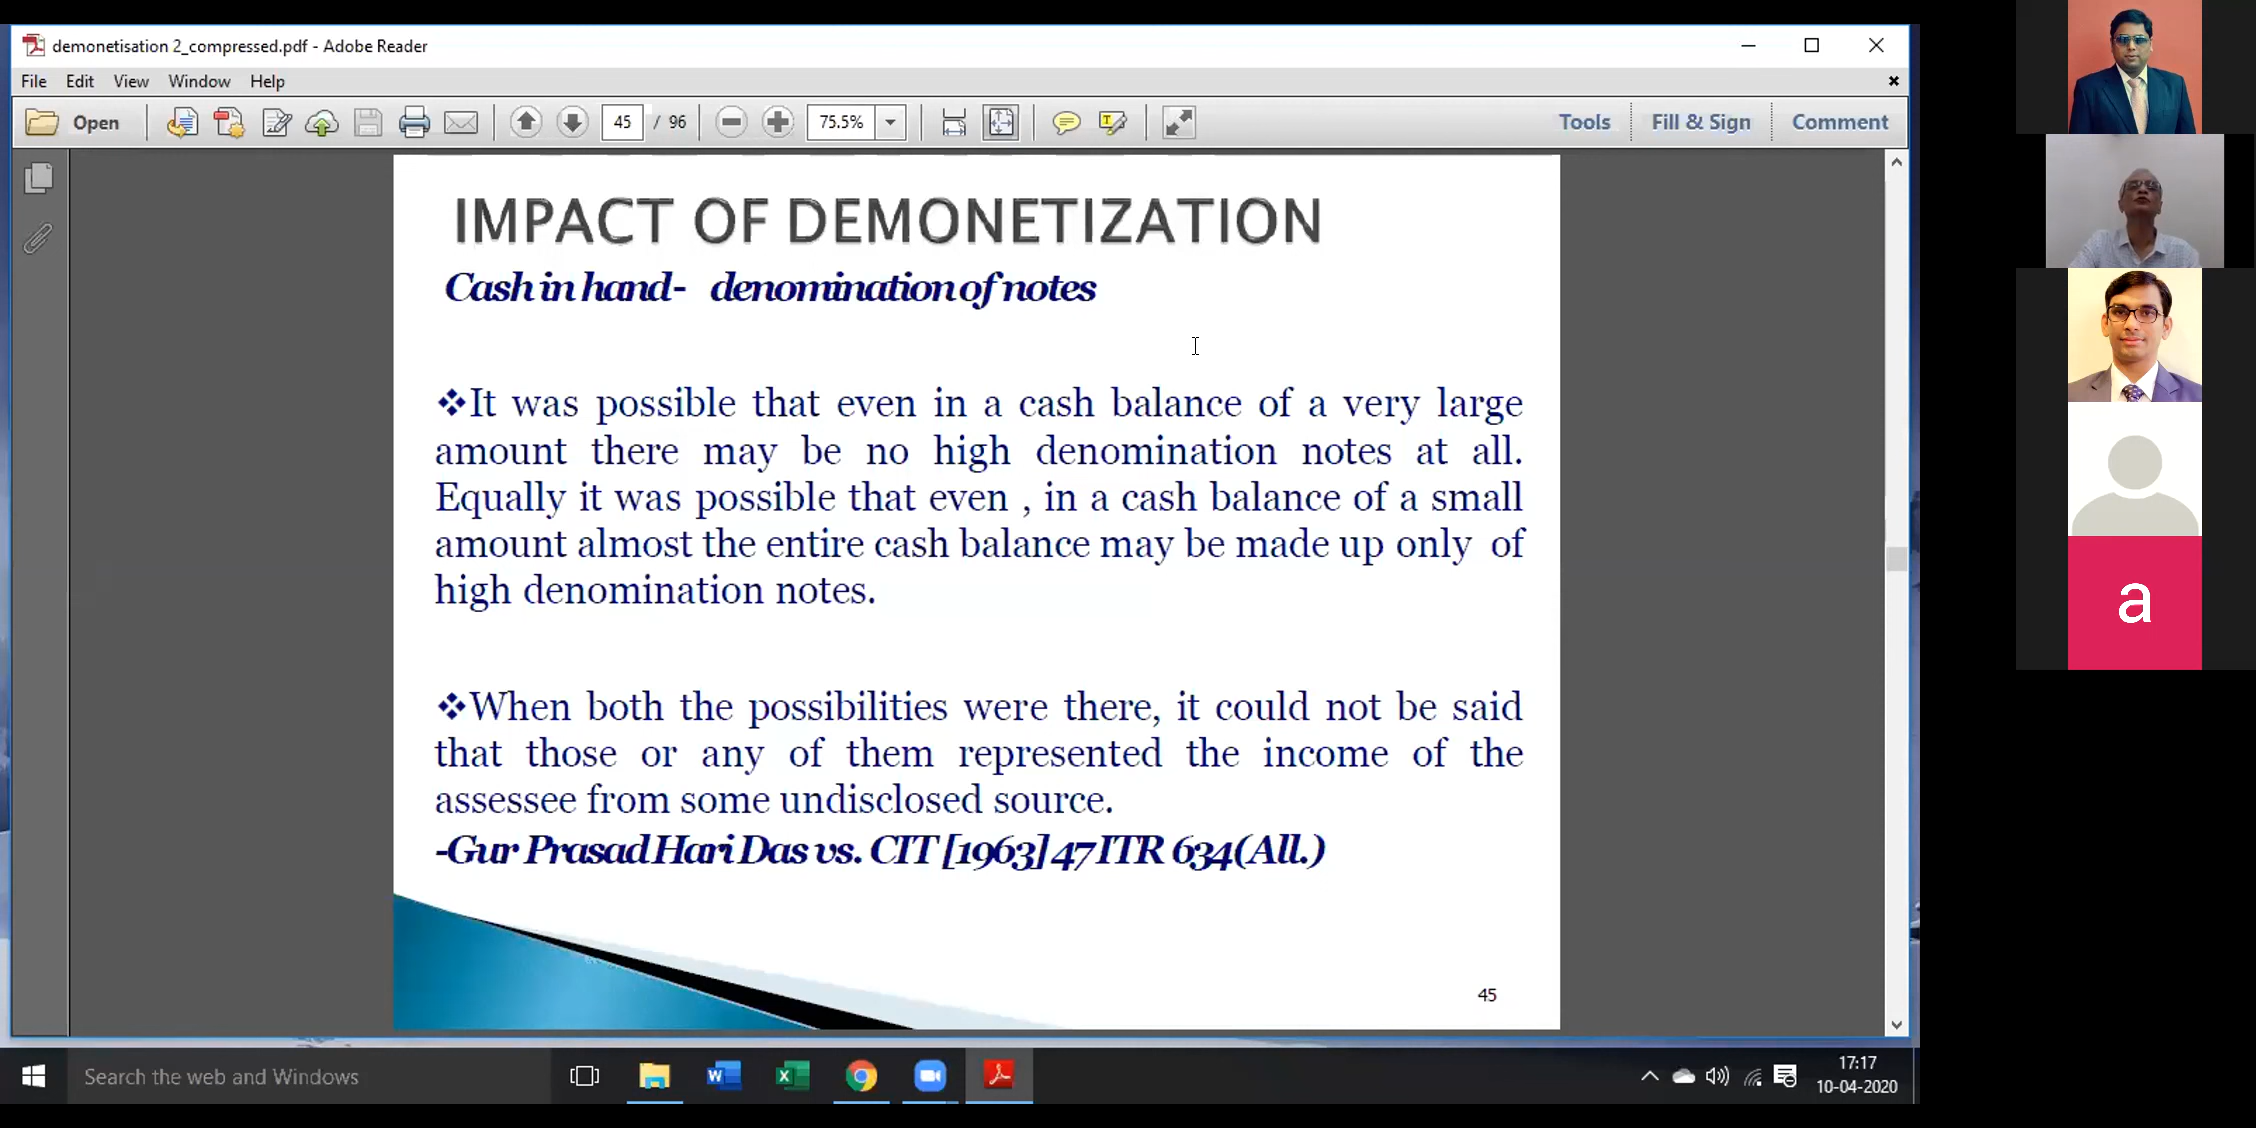 demonetisation 2_compressed.pdf - Adobe Reader
File Edit View Window Help
Open 45 / 96 75.5% Tools Fill & Sign Comment
IMPACT OF DEMONETIZATION
Cash in hand- denomination of notes
❖It was possible that even in a cash balance of a very large
amount there may be no high denomination notes at all.
Equally it was possible that even , in a cash balance of a small
amount almost the entire cash balance may be made up only of
high denomination notes.
❖When both the possibilities were there, it could not be said
that those or any of them represented the income of the
assessee from some undisclosed source.
-Gur Prasad Hari Das vs. CIT [1963] 47 ITR 634(All.)
45
a
Search the web and Windows
17:17
10-04-2020